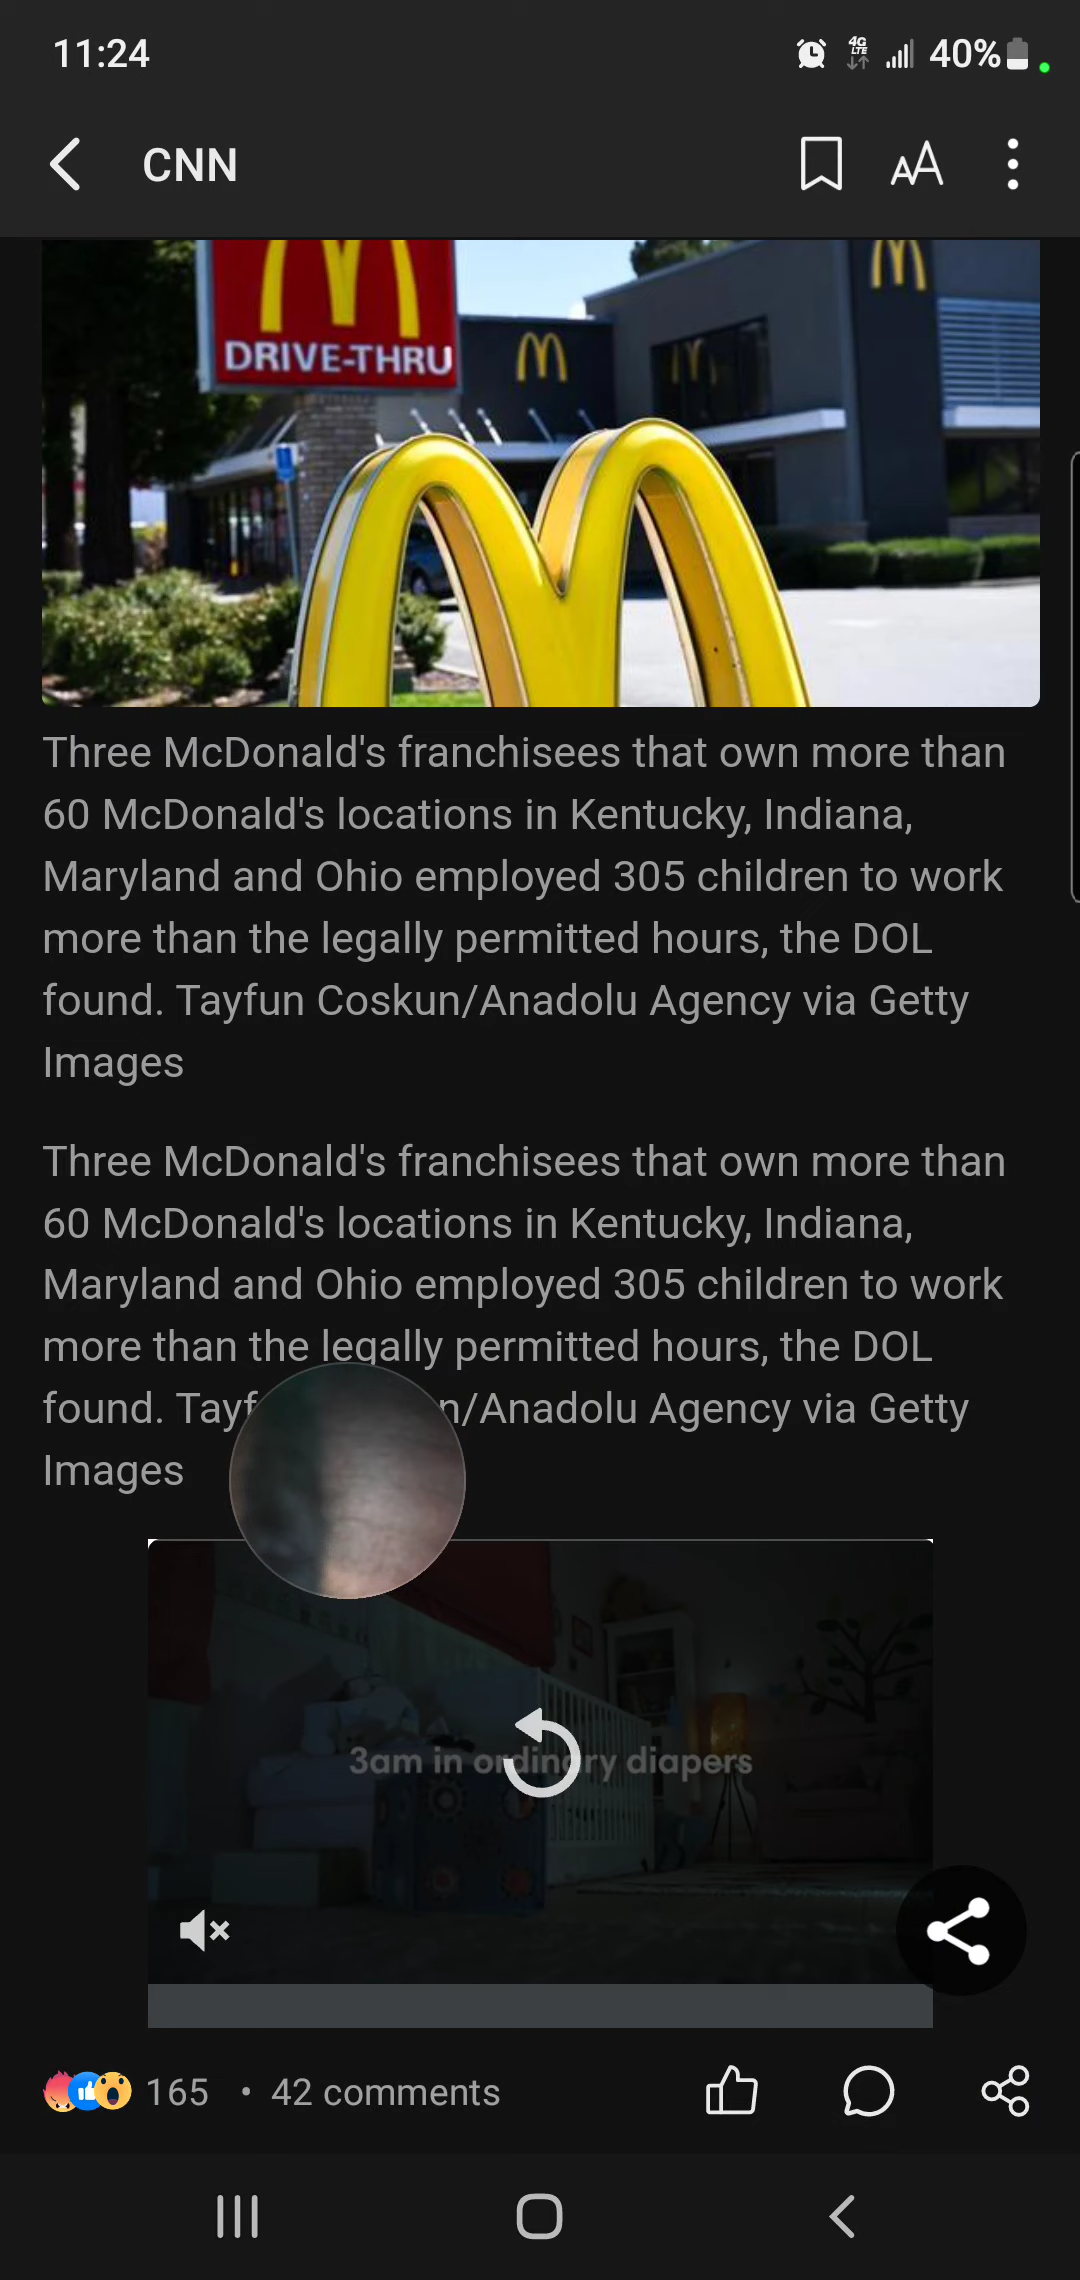 11:24
4G
LTE
40%
CNN
DRIVE-THRU
Three McDonald's franchisees that own more than
60 McDonald's locations in Kentucky, Indiana,
Maryland and Ohio employed 305 children to work
more than the legally permitted hours, the DOL
found. Tayfun Coskun/Anadolu Agency via Getty
Images
Three McDonald's franchisees that own more than
60 McDonald's locations in Kentucky, Indiana,
Maryland and Ohio employed 305 children to work
more than the legally permitted hours, the DOL
found. Tayf n/Anadolu Agency via Getty
Images
3am in ordinary diapers
165 • 42 comments